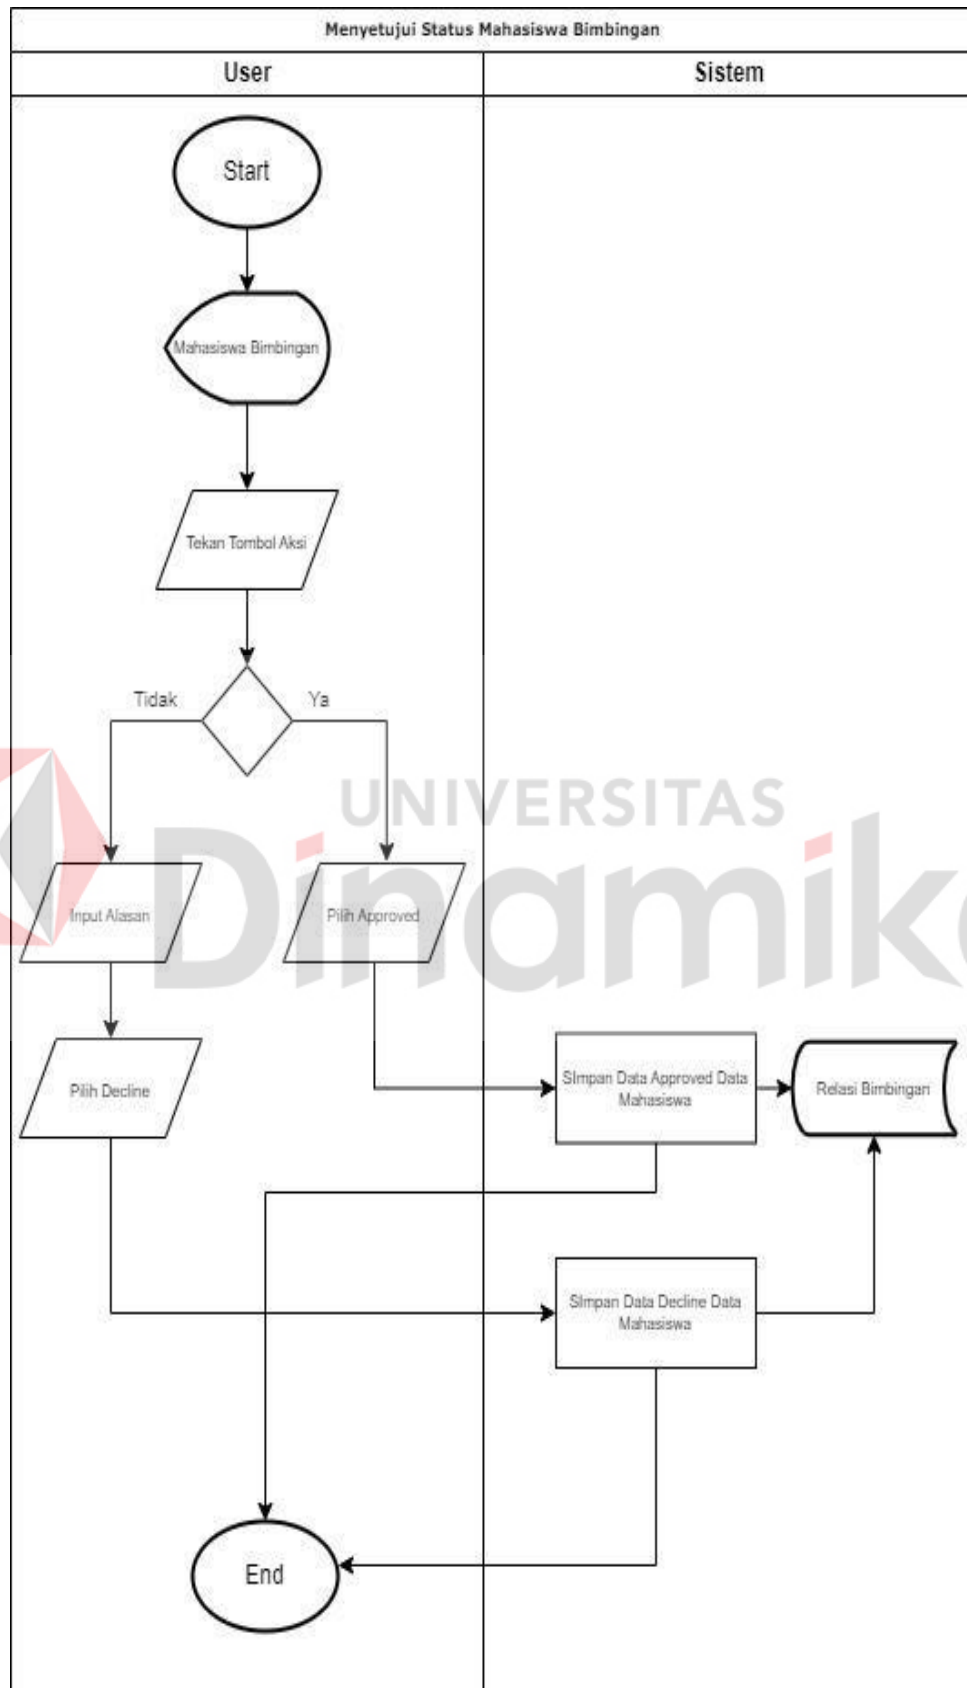 Menyetujui Status Mahasiswa Bimbingan
User
Sistem
Start
Mahasiswa Bimbingan
Tekan Tombol Aksi
Tidak
Ya
UNIVERSITAS
Dinamika
Input Alasan
Pilih Approved
Pilih Decline
SImpan Data Approved Data
Mahasiswa
Relasi Bimbingan
SImpan Data Decline Data
Mahasiswa
End